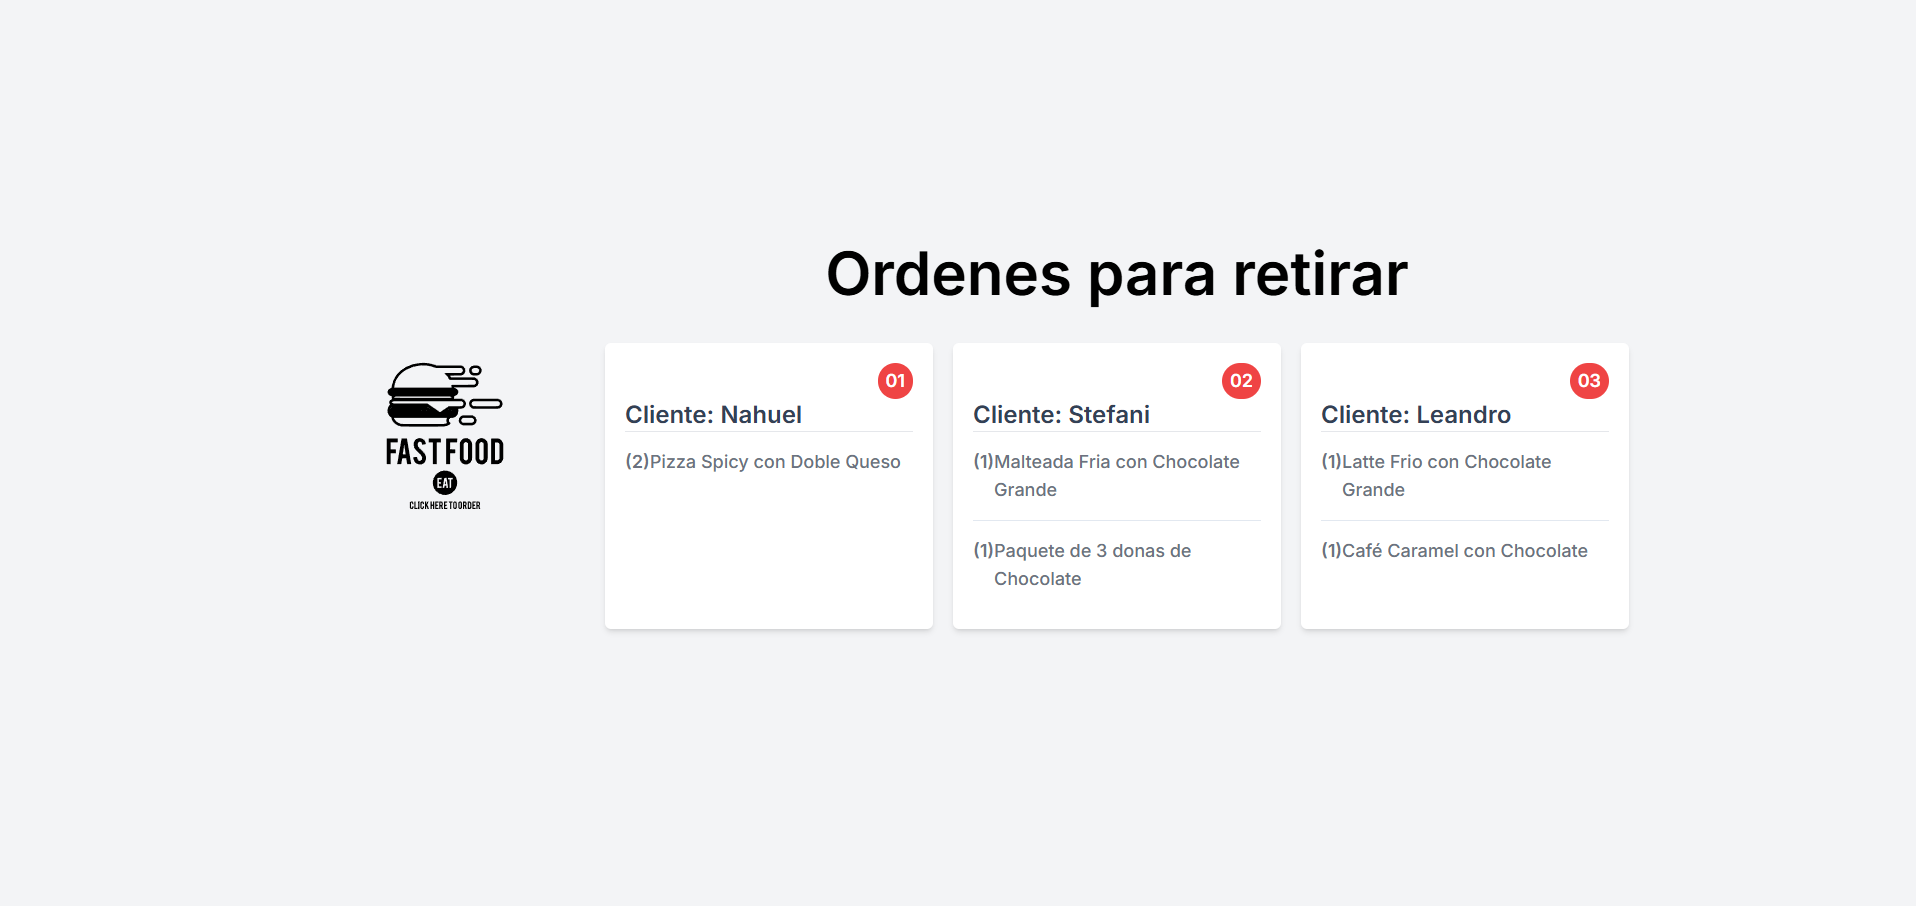 Ordenes para retirar
FAST FOOD
EAT
CLICK HERE TO ORDER
01
Cliente: Nahuel
(2)Pizza Spicy con Doble Queso
02
Cliente: Stefani
(1)Malteada Fria con Chocolate
Grande
(1)Paquete de 3 donas de
Chocolate
03
Cliente: Leandro
(1)Latte Frio con Chocolate
Grande
(1)Café Caramel con Chocolate